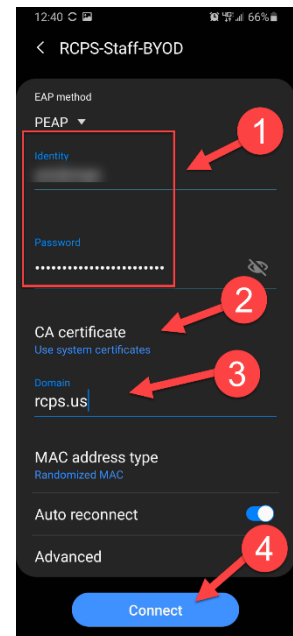 12:40
66%
RCPS-Staff-BYOD
EAP method
PEAP
1
Identity
Password
••••••••••••••••••••••••
2
CA certificate
Use system certificates
3
Domain
rcps.us
MAC address type
Randomized MAC
Auto reconnect
4
Advanced
Connect